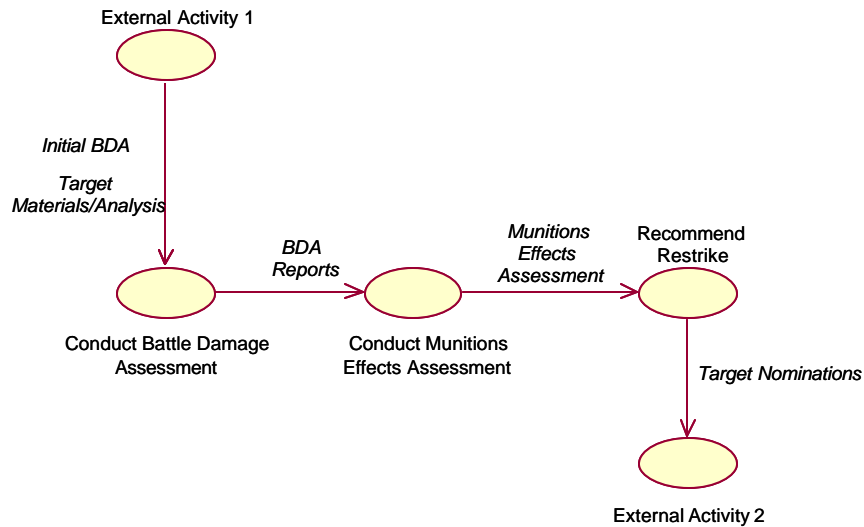 External Activity 1
Initial BDA
Target
Materials/Analysis
BDA
Reports
Munitions
Effects
Assessment
Recommend
Restrike
Conduct Battle Damage
Assessment
Conduct Munitions
Effects Assessment
Target Nominations
External Activity 2